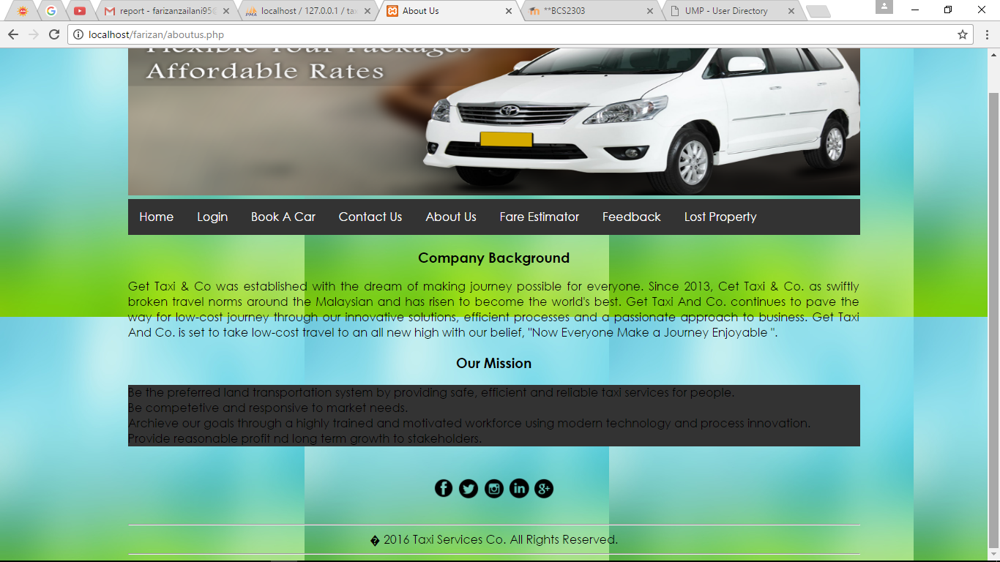 report - farizanzailani95@
localhost / 127.0.0.1 / ta
About Us
**BCS2303
UMP - User Directory
localhost/farizan/aboutus.php
Flexible Tour Packages
Affordable Rates
Home Login Book A Car Contact Us About Us Fare Estimator Feedback Lost Property
Company Background
Get Taxi & Co was established with the dream of making journey possible for everyone. Since 2013, Cet Taxi & Co. as swiftly
broken travel norms around the Malaysian and has risen to become the world's best. Get Taxi And Co. continues to pave the
way for low-cost journey through our innovative solutions, efficient processes and a passionate approach to business. Get Taxi
And Co. is set to take low-cost travel to an all new high with our belief, "Now Everyone Make a Journey Enjoyable ".
Our Mission
Be the preferred land transportation system by providing safe, efficient and reliable taxi services for people.
Be competetive and responsive to market needs.
Archieve our goals through a highly trained and motivated workforce using modern technology and process innovation.
Provide reasonable profit nd long term growth to stakeholders.
� 2016 Taxi Services Co. All Rights Reserved.